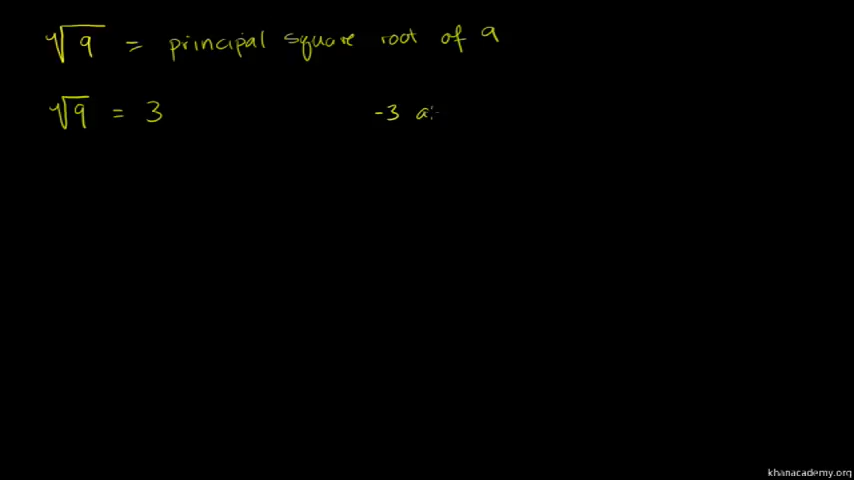 √9 = principal square root of 9
√9 = 3 -3
khanacademy.org